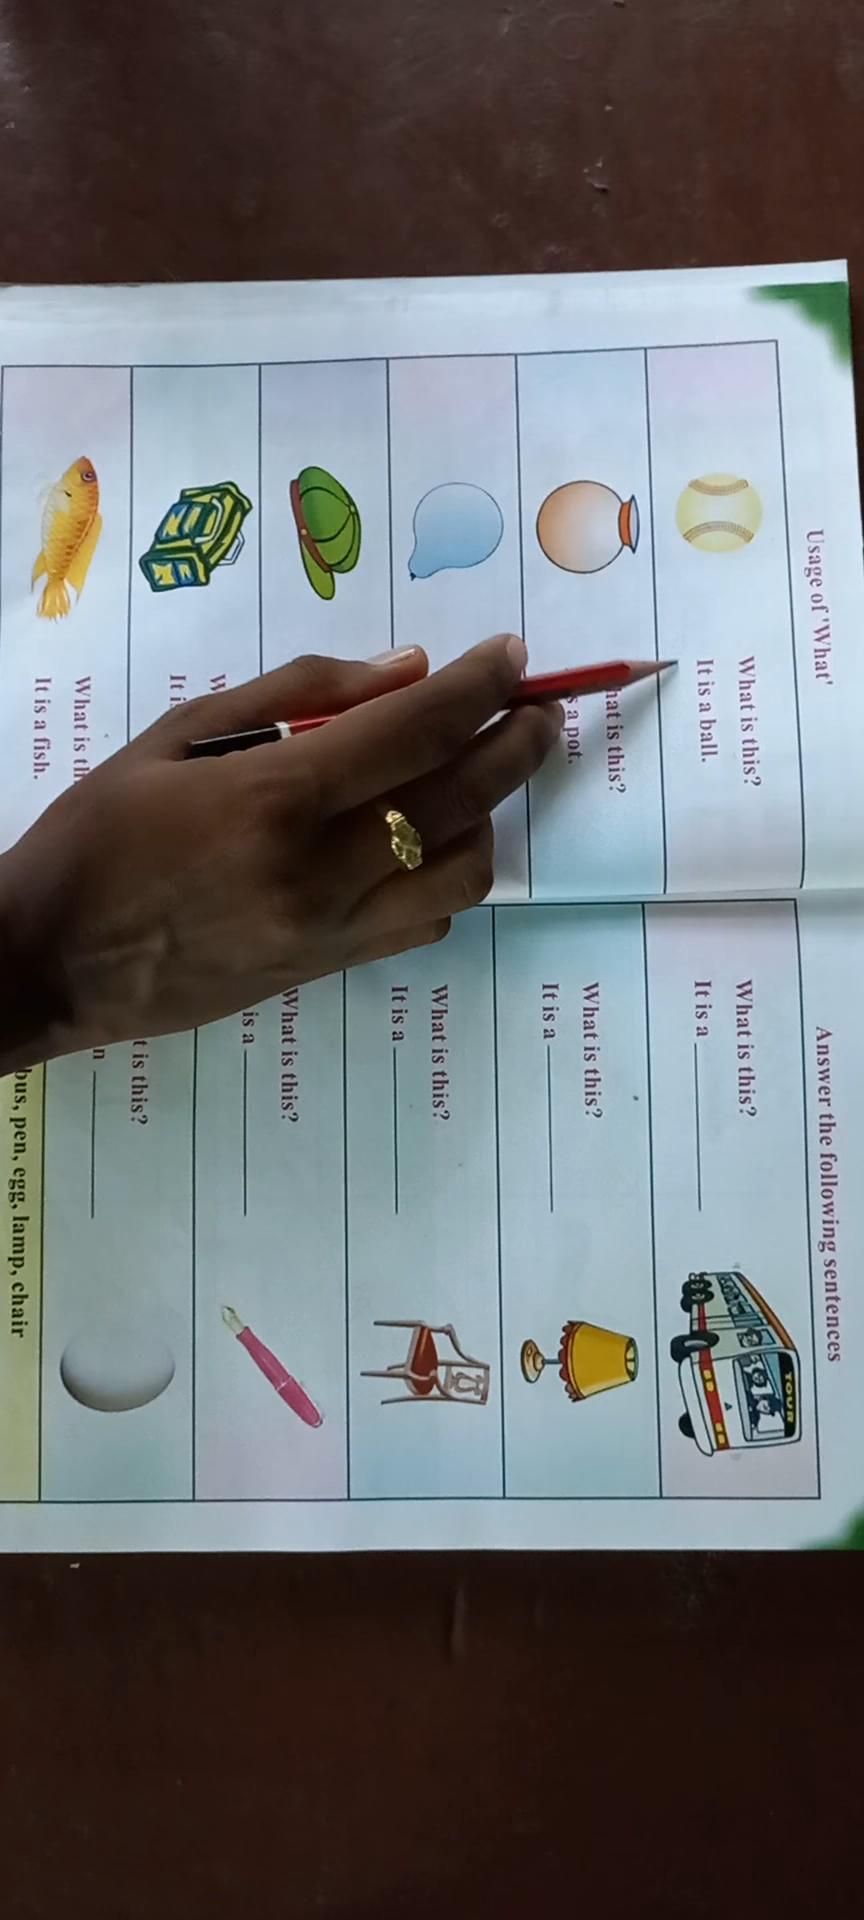 Usage of 'What'
What is this?
It is a ball.
hat is this?
s a pot.
What is th
It is a fish.
Answer the following sentences
What is this?
It is a
TOUR
What is this?
It is a
What is this?
It is a
What is this?
is a
t is this?
n
bus, pen, egg, lamp, chair